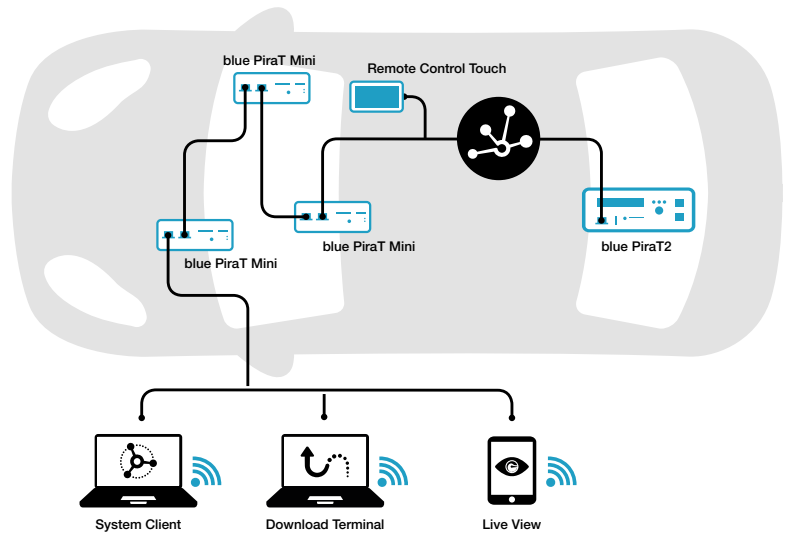 blue PiraT Mini
Remote Control Touch
blue PiraT Mini
blue PiraT2
blue PiraT Mini
System Client
Download Terminal
Live View